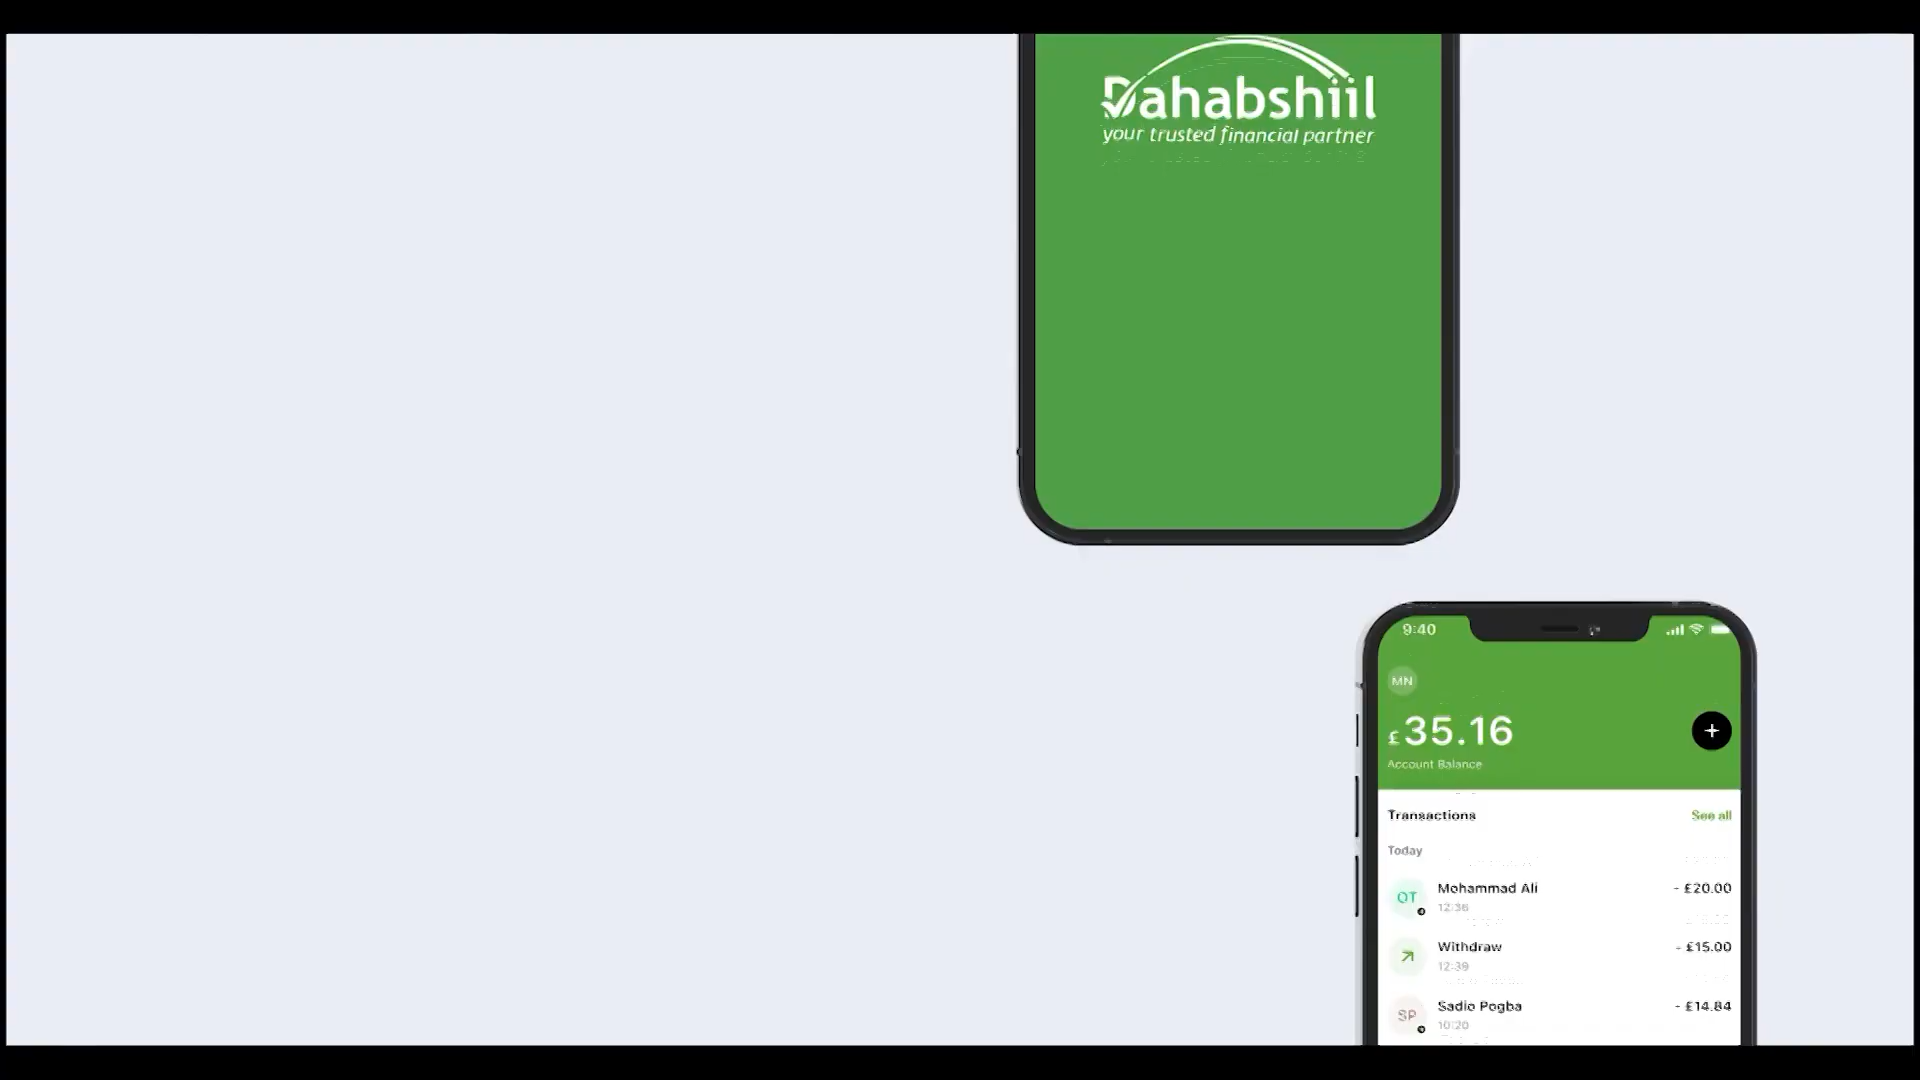 Dahabshiil
your trusted financial partner
9:40
MN
£35.16
Account Balance
Transactions
See all
Today
OT
Mohammad Ali
- £20.00
12:36
Withdraw
- £15.00
12:39
SP
Sadio Pogba
- £14.84
10:20